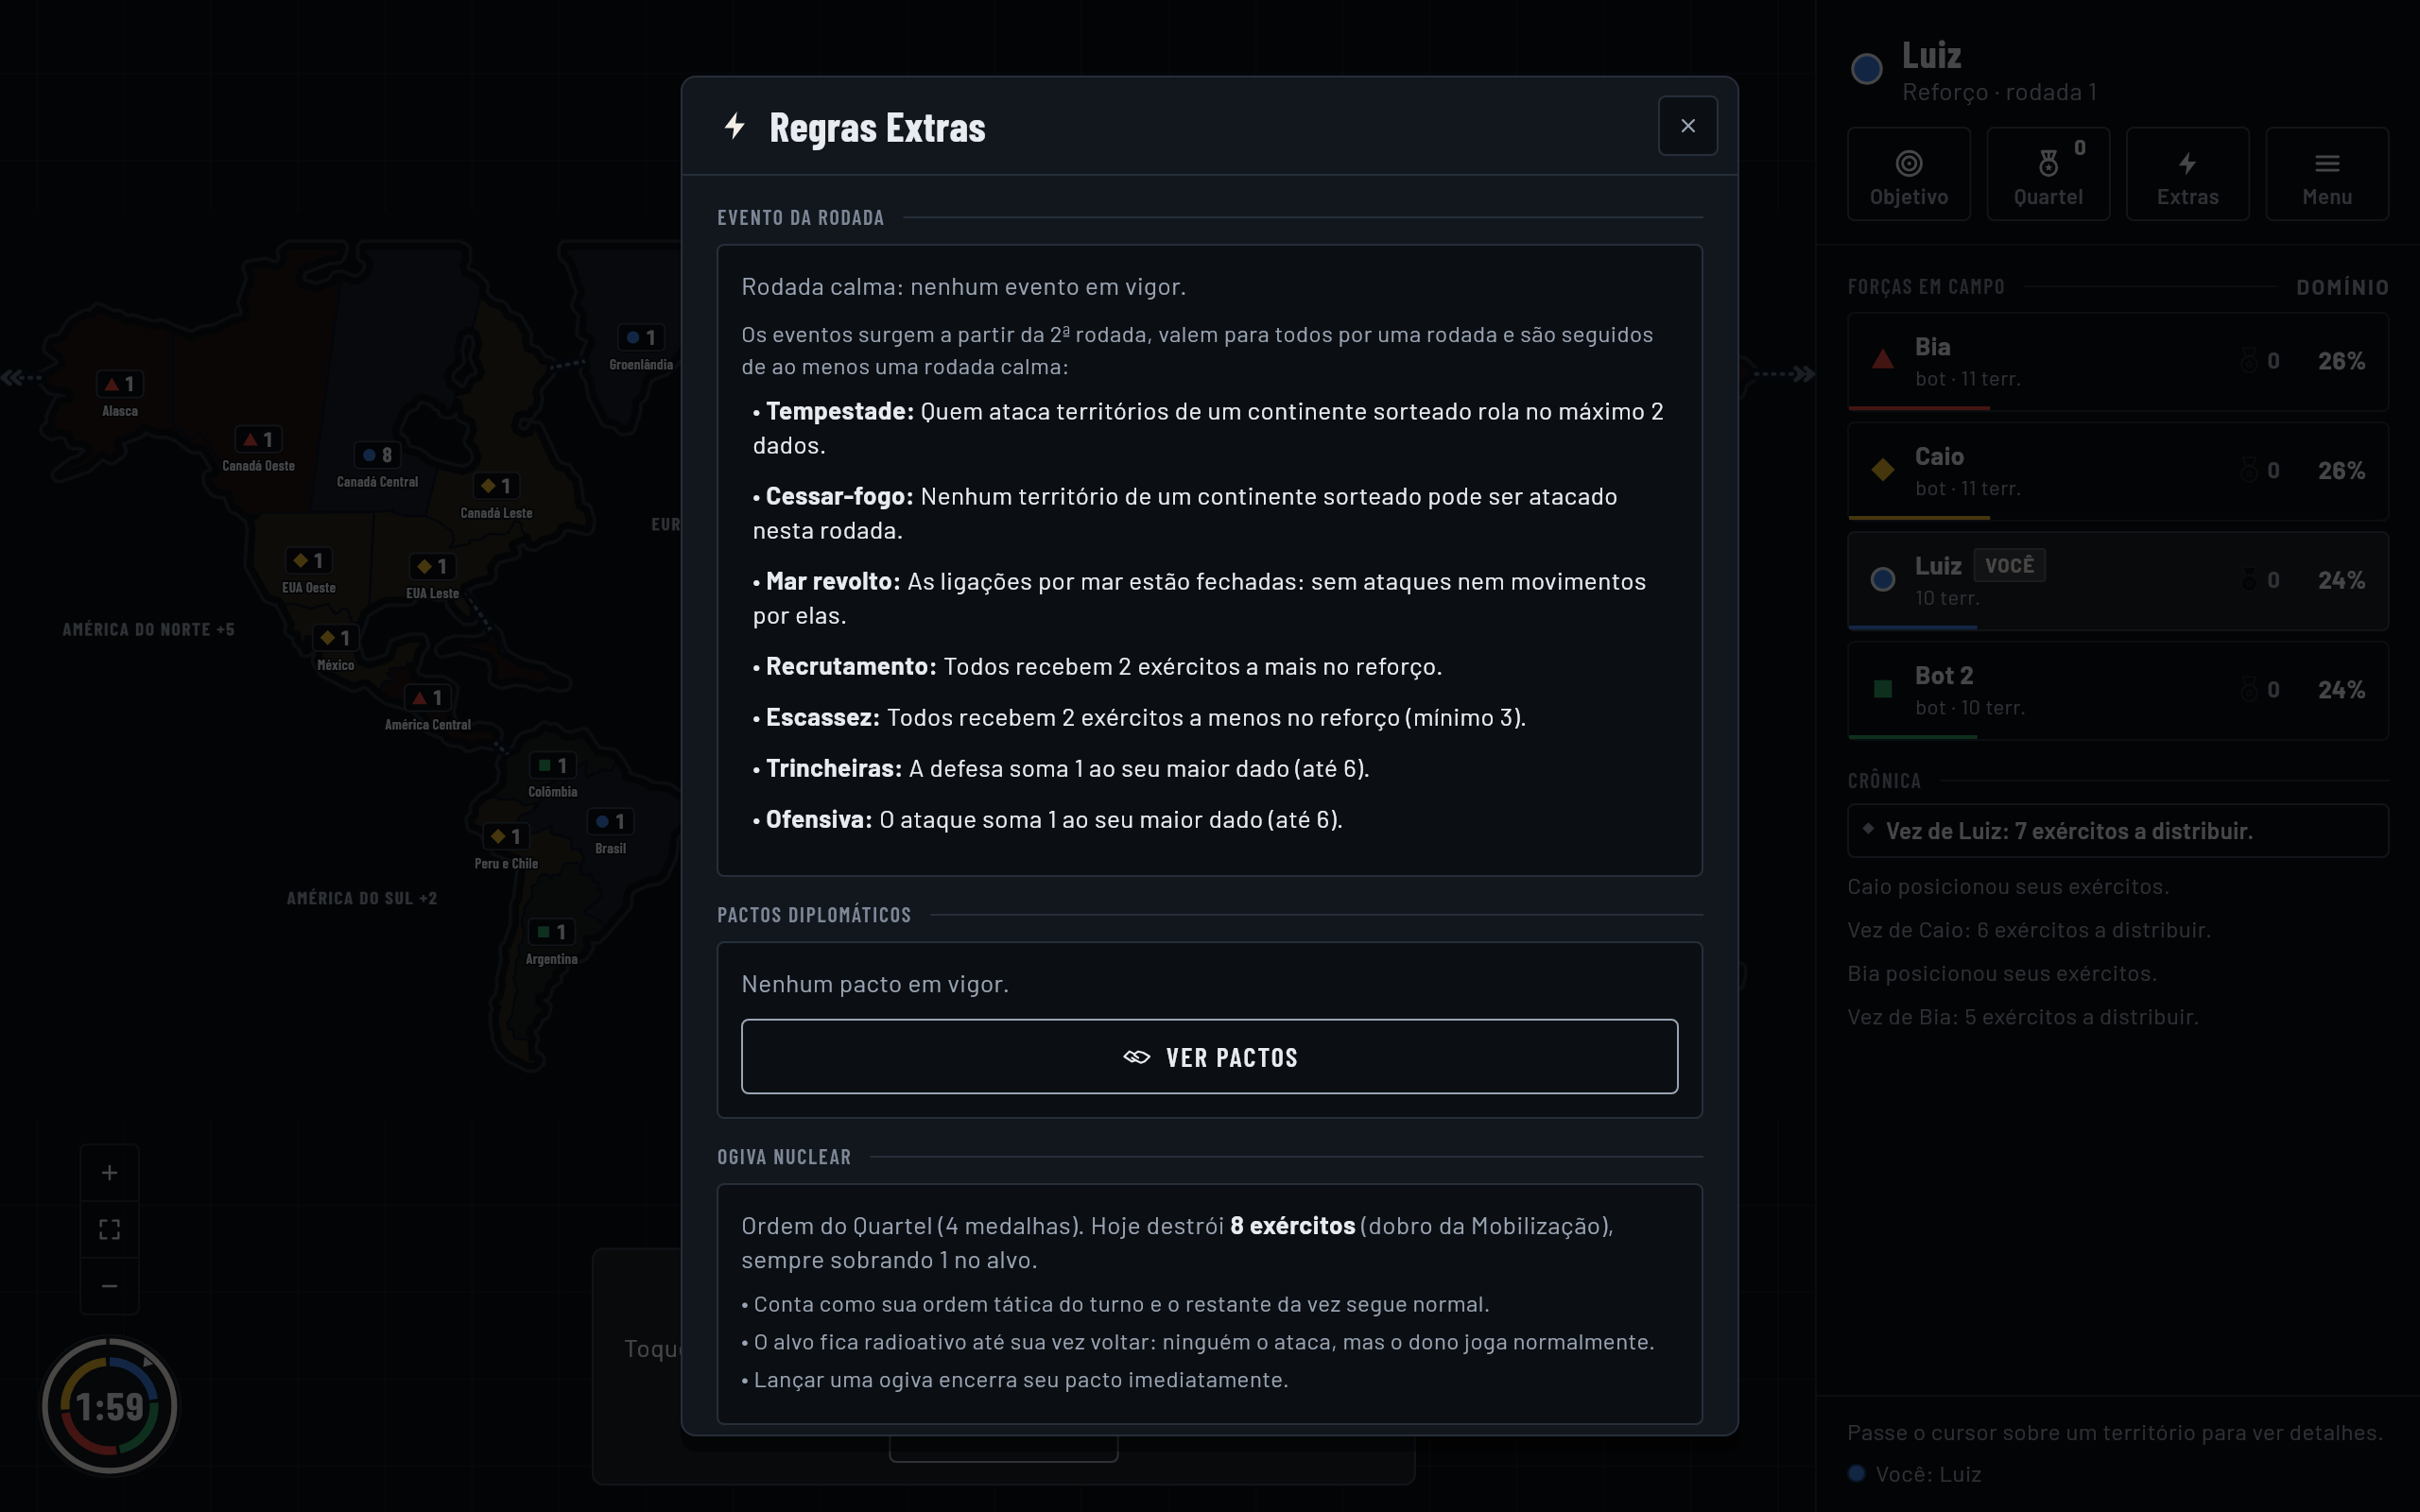 Regras Extras
EVENTO DA RODADA
Rodada calma: nenhum evento em vigor.
Os eventos surgem a partir da 2ª rodada, valem para todos por uma rodada e são seguidos
de ao menos uma rodada calma:
• Tempestade: Quem ataca territórios de um continente sorteado rola no máximo 2
dados.
• Cessar-fogo: Nenhum território de um continente sorteado pode ser atacado
nesta rodada.
• Mar revolto: As ligações por mar estão fechadas: sem ataques nem movimentos
por elas.
• Recrutamento: Todos recebem 2 exércitos a mais no reforço.
• Escassez: Todos recebem 2 exércitos a menos no reforço (mínimo 3).
• Trincheiras: A defesa soma 1 ao seu maior dado (até 6).
• Ofensiva: O ataque soma 1 ao seu maior dado (até 6).
PACTOS DIPLOMÁTICOS
Nenhum pacto em vigor.
VER PACTOS
OGIVA NUCLEAR
Ordem do Quartel (4 medalhas). Hoje destrói 8 exércitos (dobro da Mobilização),
sempre sobrando 1 no alvo.
• Conta como sua ordem tática do turno e o restante da vez segue normal.
• O alvo fica radioativo até sua vez voltar: ninguém o ataca, mas o dono joga normalmente.
• Lançar uma ogiva encerra seu pacto imediatamente.
1
Groenlândia
1
Alasca
1
Canadá Oeste
8
Canadá Central
1
Canadá Leste
EUR
1
EUA Oeste
1
EUA Leste
AMÉRICA DO NORTE +5
1
México
1
América Central
1
Colômbia
1
Brasil
1
Peru e Chile
AMÉRICA DO SUL +2
1
Argentina
+
−
1:59
Toqu
Luiz
Reforço · rodada 1
Objetivo
0
Quartel
Extras
Menu
FORÇAS EM CAMPO
DOMÍNIO
Bia
bot · 11 terr.
0
26%
Caio
bot · 11 terr.
0
26%
Luiz VOCÊ
10 terr.
0
24%
Bot 2
bot · 10 terr.
0
24%
CRÔNICA
Vez de Luiz: 7 exércitos a distribuir.
Caio posicionou seus exércitos.
Vez de Caio: 6 exércitos a distribuir.
Bia posicionou seus exércitos.
Vez de Bia: 5 exércitos a distribuir.
Passe o cursor sobre um território para ver detalhes.
Você: Luiz